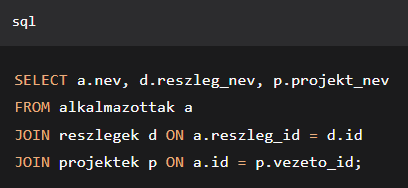 sql
SELECT a.nev, d.reszleg_nev, p.projekt_nev
FROM alkalmazottak a
JOIN reszlegek d ON a.reszleg_id = d.id
JOIN projektek p ON a.id = p.vezeto_id;